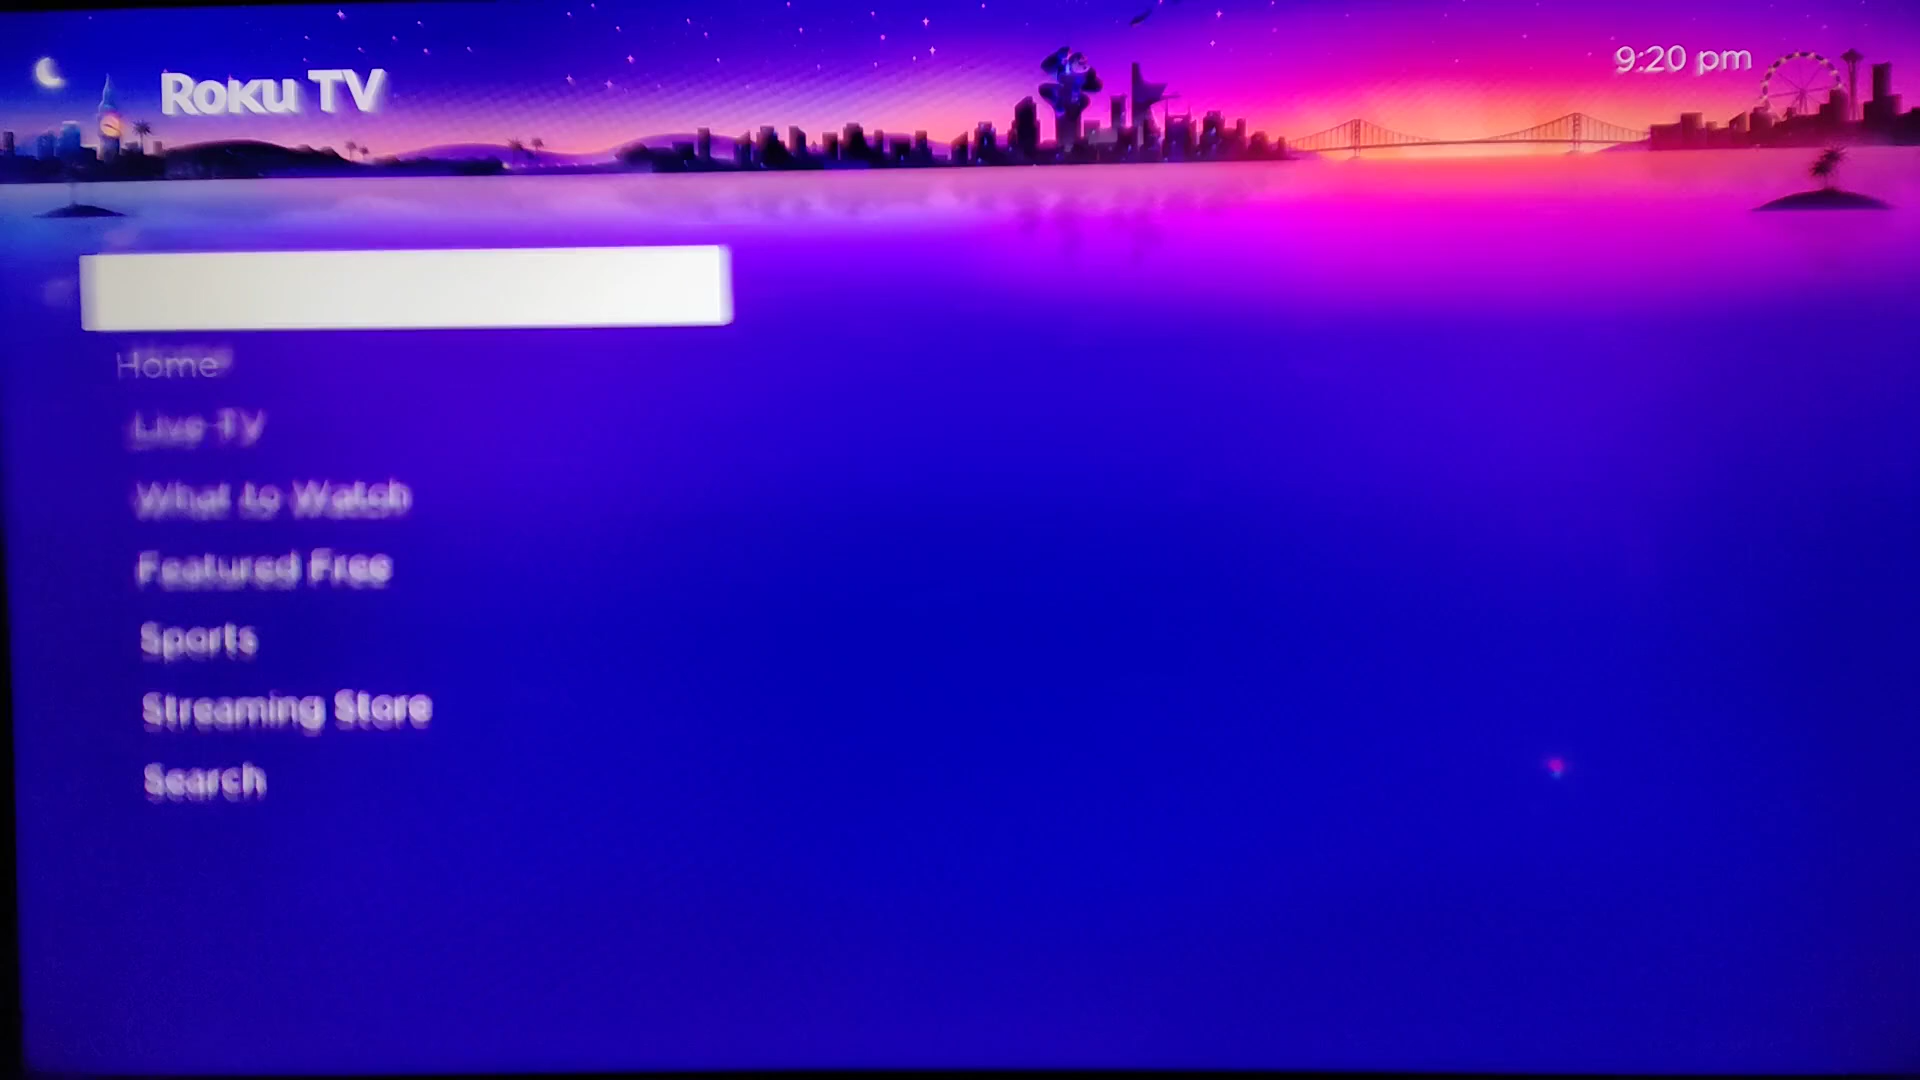 Roku TV
9:20 pm
Home
Live TV
What to Watch
Featured Free
Sports
Streaming Store
Search